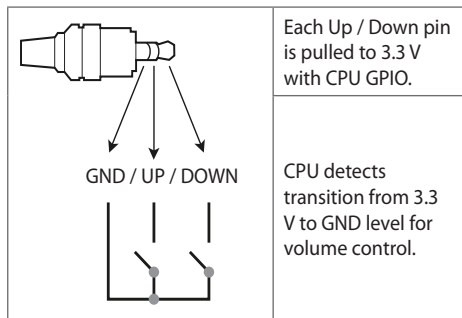 Each Up / Down pin
is pulled to 3.3 V
with CPU GPIO.
GND / UP / DOWN
CPU detects
transition from 3.3
V to GND level for
volume control.